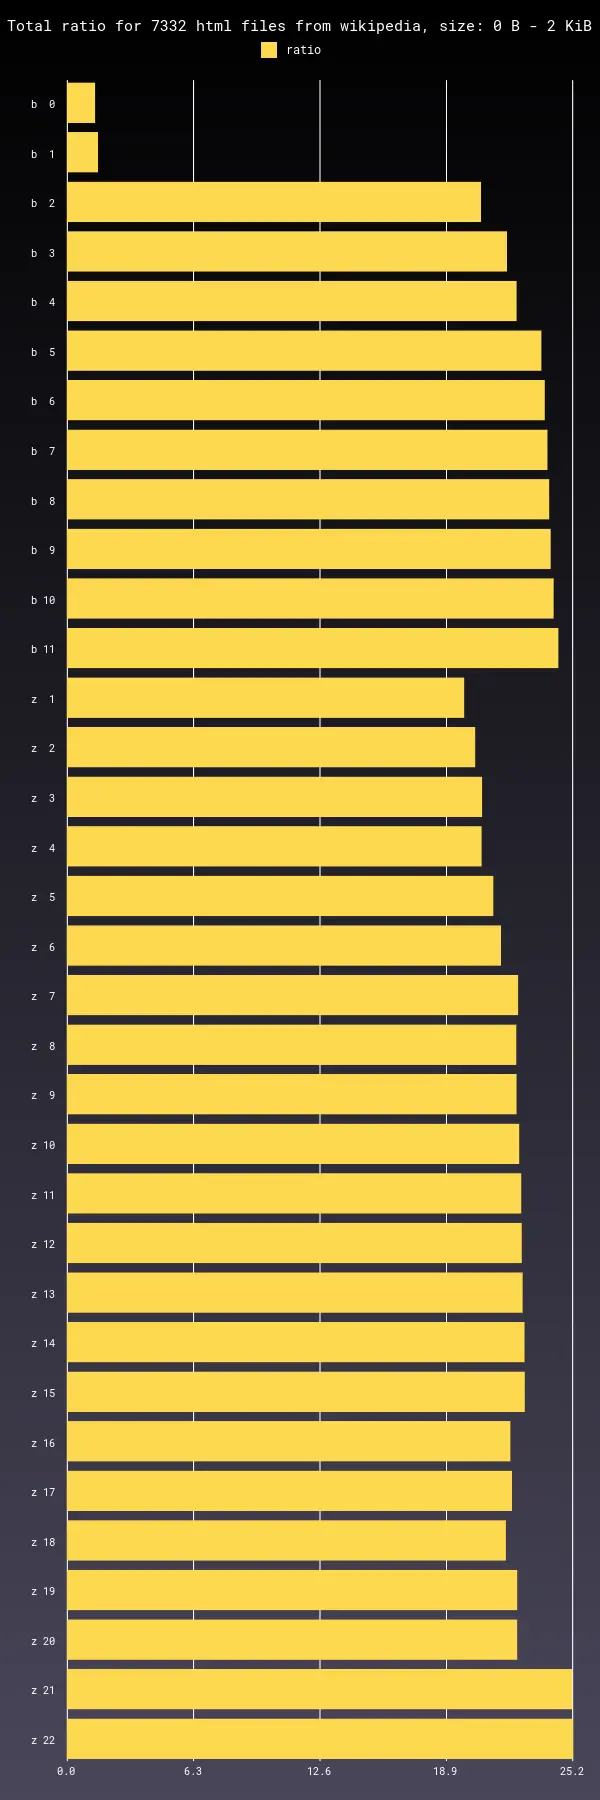 Total ratio for 7332 html files from wikipedia, size: 0 B - 2 KiB
ratio
b  0
b  1
b  2
b  3
b  4
b  5
b  6
b  7
b  8
b  9
b 10
b 11
z  1
z  2
z  3
z  4
z  5
z  6
z  7
z  8
z  9
z 10
z 11
z 12
z 13
z 14
z 15
z 16
z 17
z 18
z 19
z 20
z 21
z 22
0.0 6.3 12.6 18.9 25.2